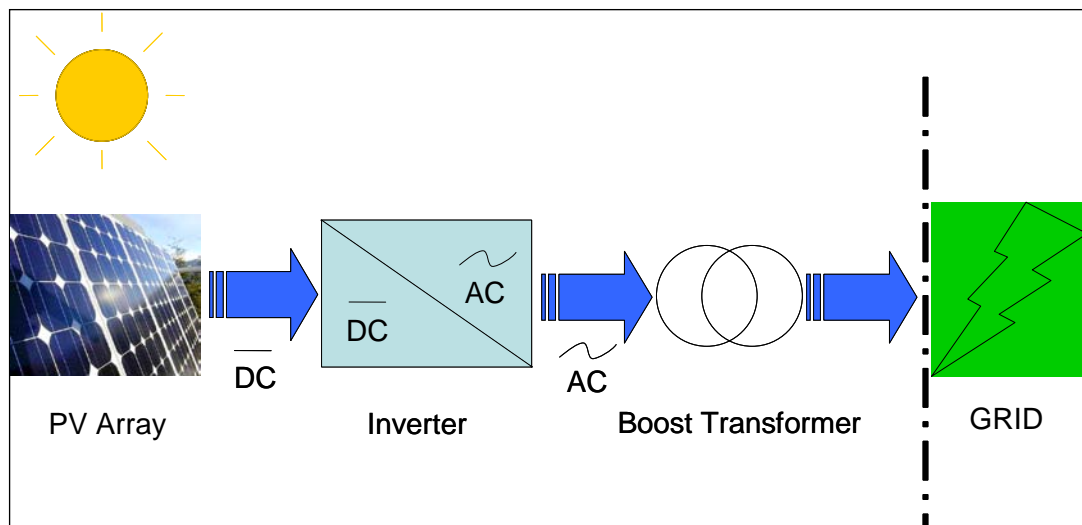 DC
AC
DC
AC
PV Array
Inverter
Boost Transformer
GRID